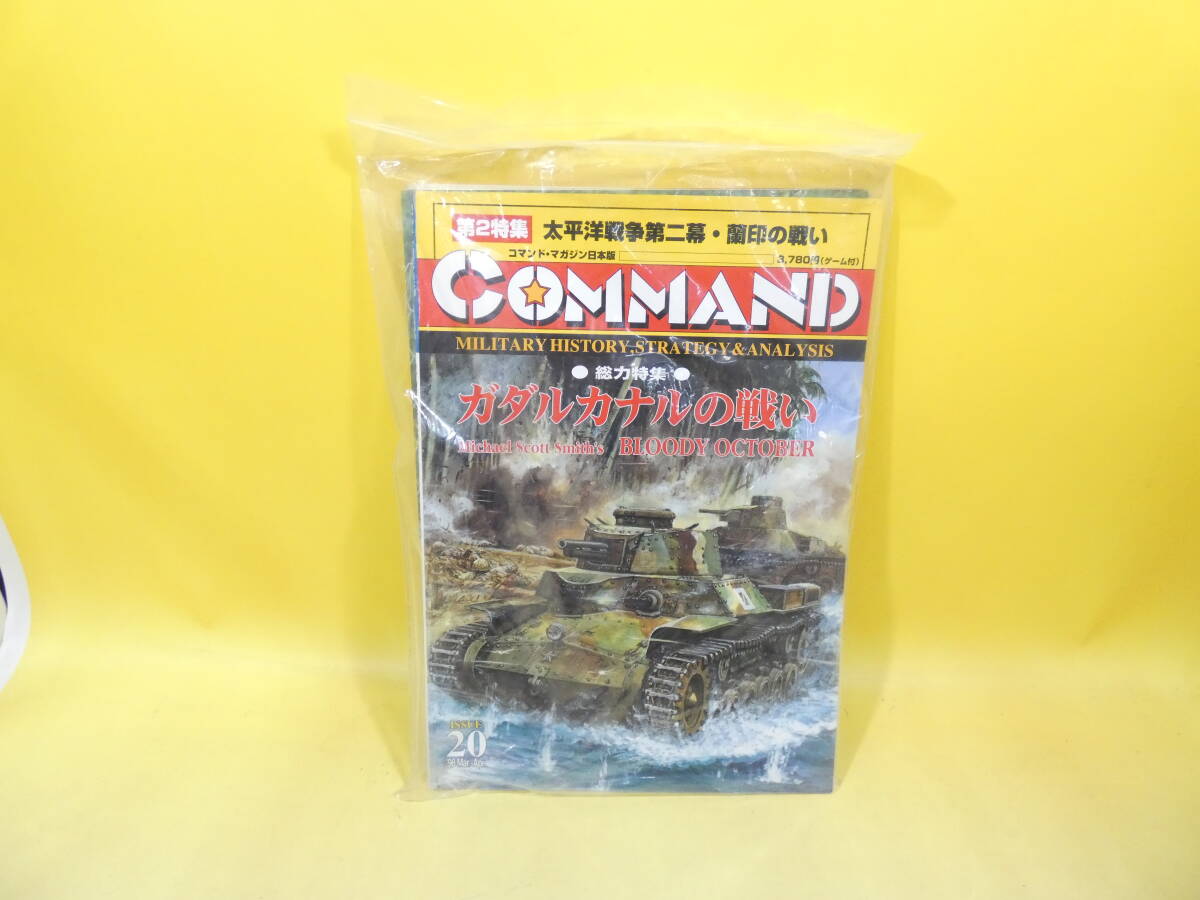 第2特集 太平洋戦争第二幕・蘭印の戦い
コマンド・マガジン日本版 3,780円(ゲーム付)
COMMAND
MILITARY HISTORY, STRATEGY & ANALYSIS
● 総力特集 ●
ガダルカナルの戦い
Michael Scott Smith's BLOODY OCTOBER
ISSUE
20
'98 Mar.-Apr.